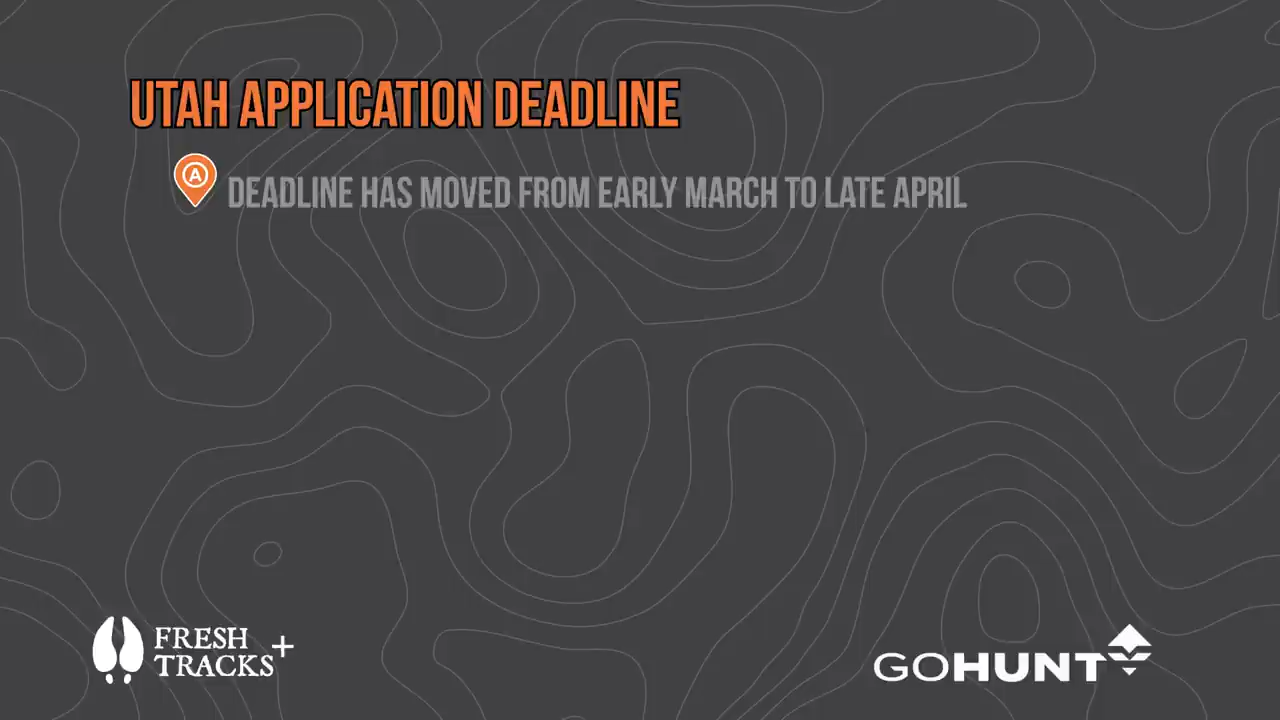 UTAH APPLICATION DEADLINE
A
DEADLINE HAS MOVED FROM EARLY MARCH TO LATE APRIL
FRESH
TRACKS+
GOHUNT